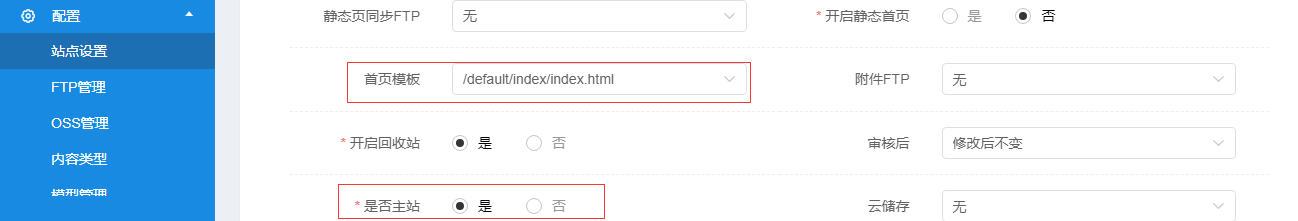 配置
站点设置
FTP管理
OSS管理
内容类型
模型管理
静态页同步FTP 无 * 开启静态首页 是 否
首页模板 /default/index/index.html 附件FTP 无
* 开启回收站 是 否 审核后 修改后不变
* 是否主站 是 否 云储存 无